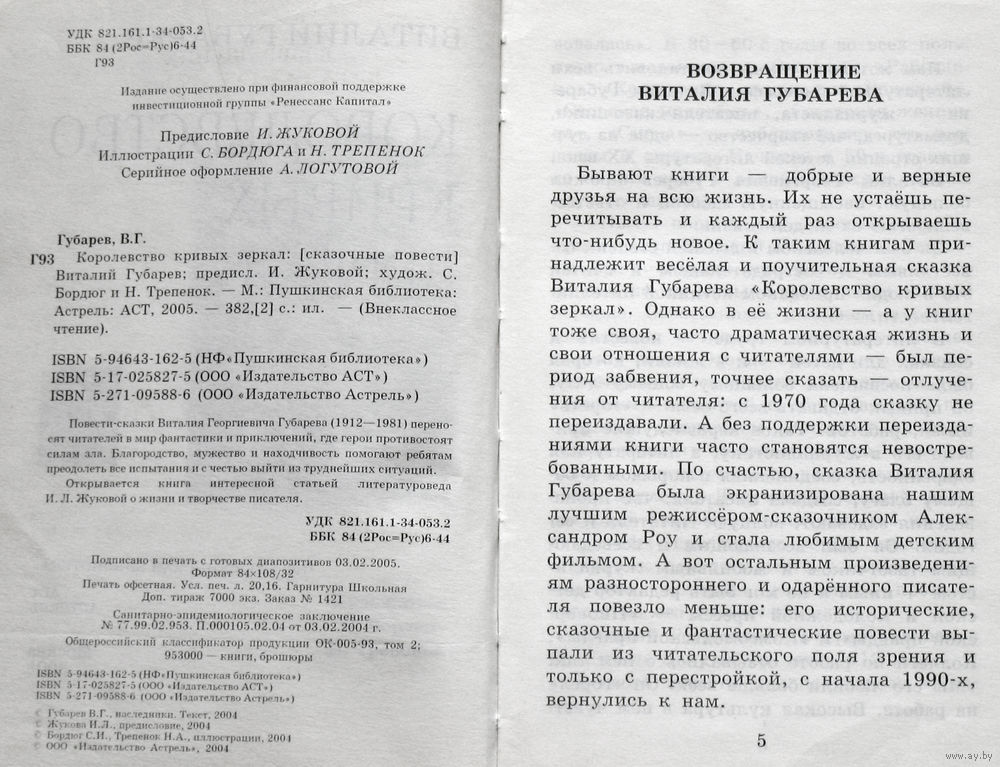 УДК 821.161.1-34-053.2
ББК 84(2Рос=Рус)6-44
Г93
Издание осуществлено при финансовой поддержке
инвестиционной группы «Ренессанс Капитал»
Предисловие И. ЖУКОВОЙ
Иллюстрации С. БОРДЮГА и Н. ТРЕПЕНОК
Серийное оформление А. ЛОГУТОВОЙ
Губарев, В.Г.
Г93 Королевство кривых зеркал: [сказочные повести]
Виталий Губарев; предисл. И. Жуковой; худож. С.
Бордюг и Н. Трепенок. — М.: Пушкинская библиотека:
Астрель: АСТ, 2005. — 382,[2] с.: ил. — (Внеклассное
чтение).
ISBN 5-94643-162-5 (НФ«Пушкинская библиотека»)
ISBN 5-17-025827-5 (ООО «Издательство АСТ»)
ISBN 5-271-09588-6 (ООО «Издательство Астрель»)
Повести-сказки Виталия Георгиевича Губарева (1912—1981) перено-
сят читателей в мир фантастики и приключений, где герои противостоят
силам зла. Благородство, мужество и находчивость помогают ребятам
преодолеть все испытания и с честью выйти из труднейших ситуаций.
Открывается книга интересной статьей литературоведа
И. Л. Жуковой о жизни и творчестве писателя.
УДК 821.161.1-34-053.2
ББК 84(2Рос=Рус)6-44
Подписано в печать с готовых диапозитивов 03.02.2005.
Формат 84×108/32
Печать офсетная. Усл. печ. л. 20,16. Гарнитура Школьная
Доп. тираж 7000 экз. Заказ № 1421
Санитарно-эпидемиологическое заключение
№ 77.99.02.953. П.000105.02.04 от 03.02.2004 г.
Общероссийский классификатор продукции ОК-005-93, том 2;
953000 — книги, брошюры
ISBN 5-94643-162-5 (НФ«Пушкинская библиотека»)
ISBN 5-17-025827-5 (ООО «Издательство АСТ»)
ISBN 5-271-09588-6 (ООО «Издательство Астрель»)
© Губарев В.Г., наследники. Текст, 2004
© Жукова И.Л., предисловие, 2004
© Бордюг С.И., Трепенок Н.А., иллюстрации, 2004
© ООО «Издательство Астрель», 2004
ВОЗВРАЩЕНИЕ
ВИТАЛИЯ ГУБАРЕВА
Бывают книги — добрые и верные
друзья на всю жизнь. Их не устаёшь пе-
речитывать и каждый раз открываешь
что-нибудь новое. К таким книгам при-
надлежит весёлая и поучительная сказка
Виталия Губарева «Королевство кривых
зеркал». Однако в её жизни — а у книг
тоже своя, часто драматическая жизнь и
свои отношения с читателями — был пе-
риод забвения, точнее сказать — отлуче-
ния от читателя: с 1970 года сказку не
переиздавали. А без поддержки переизда-
ниями книги часто становятся невостре-
бованными. По счастью, сказка Виталия
Губарева была экранизирована нашим
лучшим режиссёром-сказочником Алек-
сандром Роу и стала любимым детским
фильмом. А вот остальным произведени-
ям разностороннего и одарённого писате-
ля повезло меньше: его исторические,
сказочные и фантастические повести вы-
пали из читательского поля зрения и
только с перестройкой, с начала 1990-х,
вернулись к нам.
5
www.ay.by